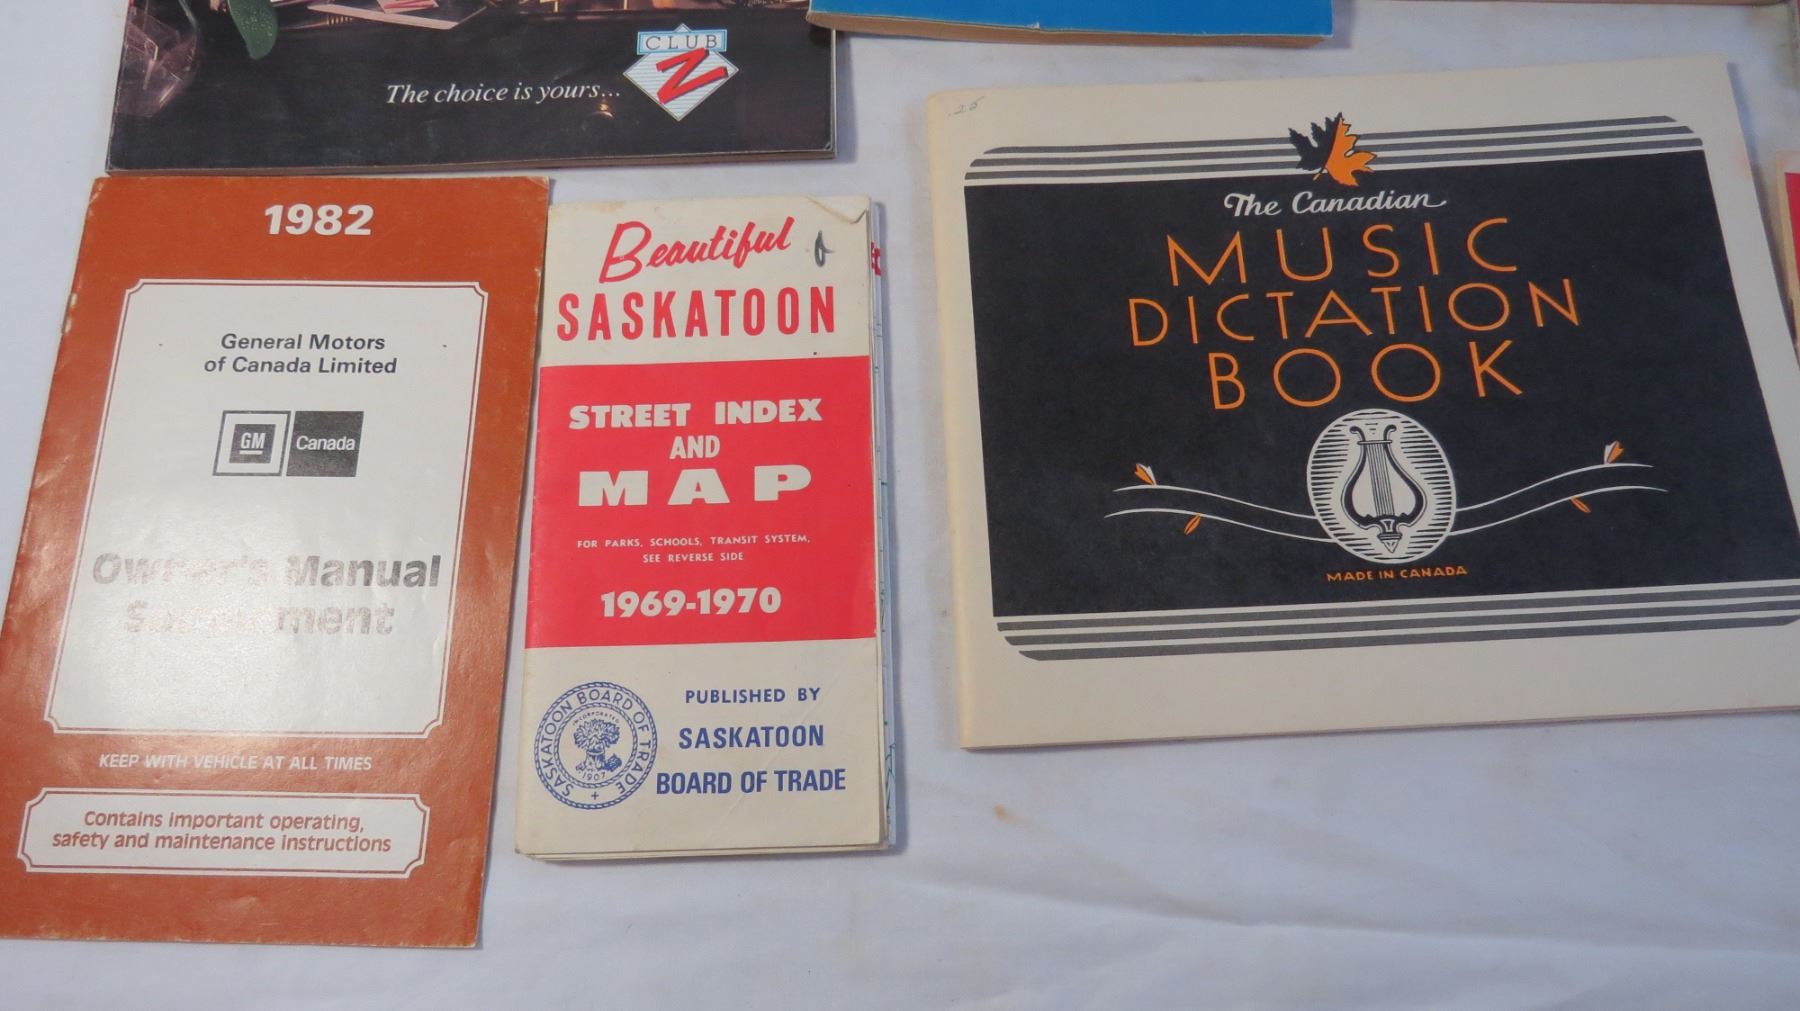 The choice is yours...
CLUB
Z
1982
General Motors
of Canada Limited
GM
Canada
Owner's Manual
Supplement
KEEP WITH VEHICLE AT ALL TIMES
Contains important operating,
safety and maintenance instructions
Beautiful
SASKATOON
STREET INDEX
AND
MAP
FOR PARKS, SCHOOLS, TRANSIT SYSTEM,
SEE REVERSE SIDE
1969-1970
SASKATOON BOARD OF TRADE
INCORPORATED
1907
PUBLISHED BY
SASKATOON
BOARD OF TRADE
.25
The Canadian
MUSIC
DICTATION
BOOK
MADE IN CANADA